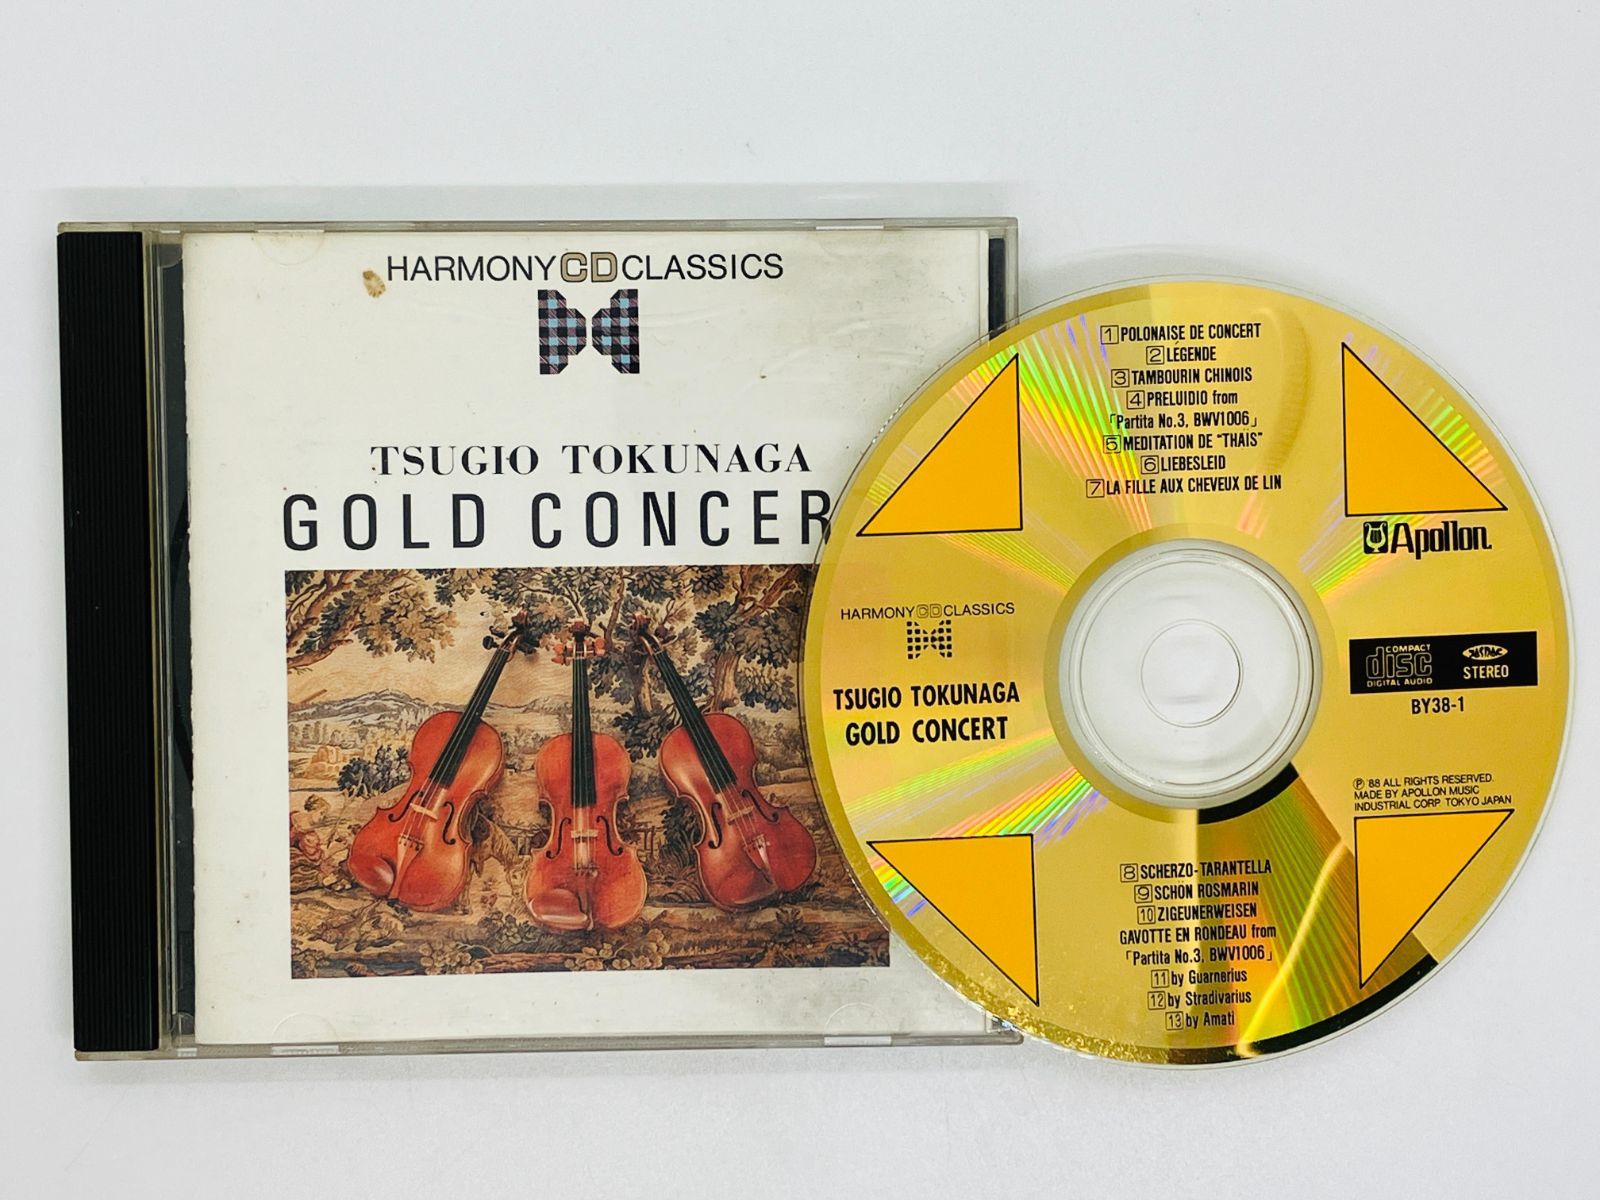 HARMONY CD CLASSICS
TSUGIO TOKUNAGA
GOLD CONCER
1 POLONAISE DE CONCERT
2 LÉGENDE
3 TAMBOURIN CHINOIS
4 PRELUIDIO from
「Partita No.3, BWV1006」
5 MEDITATION DE "THAÏS"
6 LIEBESLEID
7 LA FILLE AUX CHEVEUX DE LIN
Apollon
HARMONY CD CLASSICS
TSUGIO TOKUNAGA
GOLD CONCERT
COMPACT
disc
DIGITAL AUDIO
JASRAC
STEREO
BY38-1
℗ '88 ALL RIGHTS RESERVED.
MADE BY APOLLON MUSIC
INDUSTRIAL CORP. TOKYO JAPAN
8 SCHERZO-TARANTELLA
9 SCHÖN ROSMARIN
10 ZIGEUNERWEISEN
GAVOTTE EN RONDEAU from
「Partita No.3, BWV1006」
11 by Guarnerius
12 by Stradivarius
13 by Amati